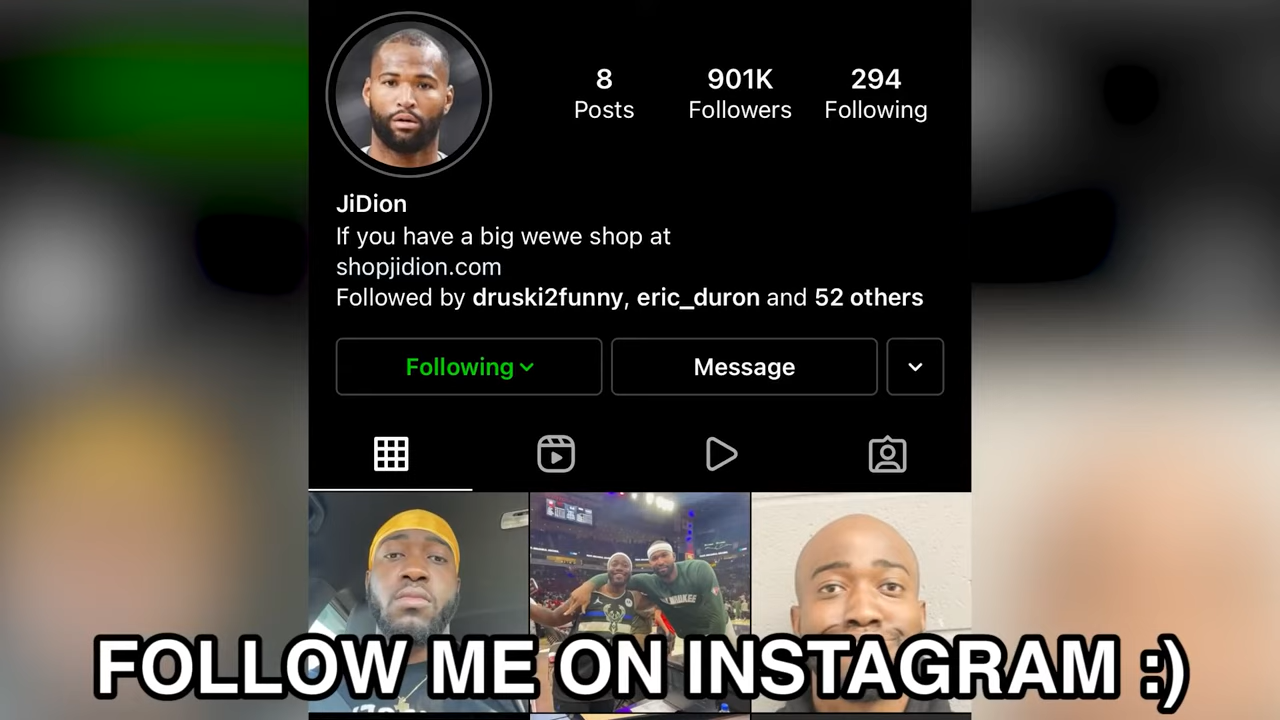 8 901K 294
Posts Followers Following
JiDion
If you have a big wewe shop at
shopjidion.com
Followed by druski2funny, eric_duron and 52 others
Following Message
FOLLOW ME ON INSTAGRAM :)